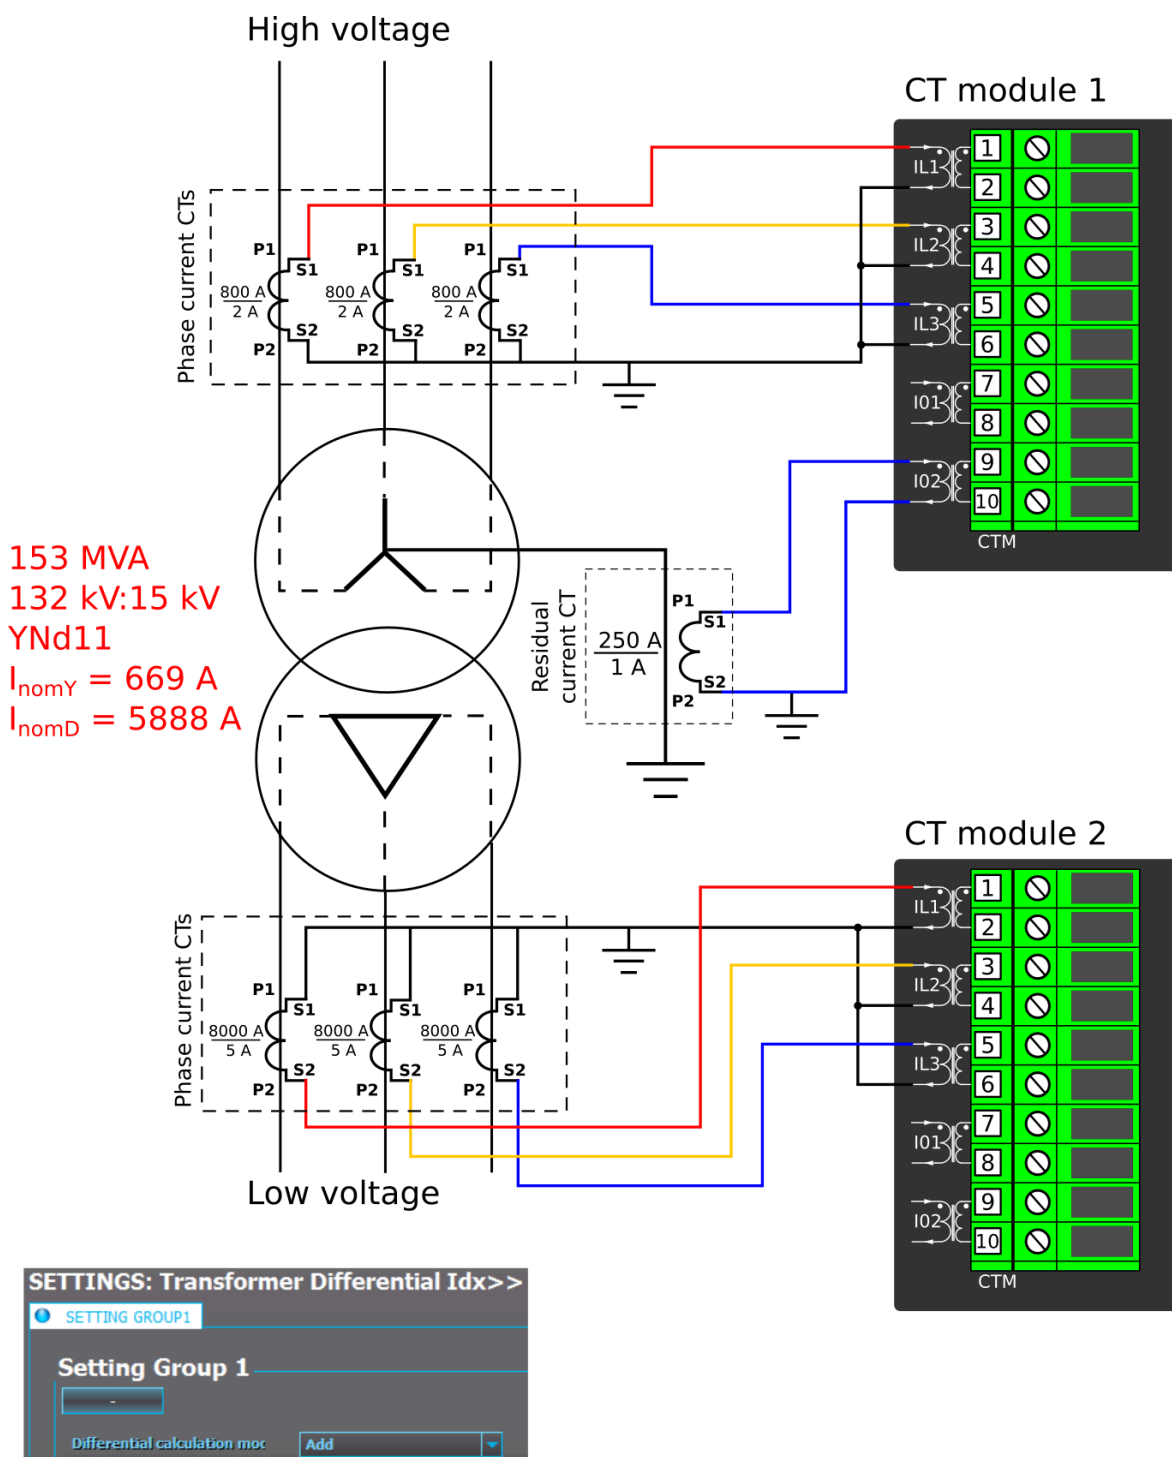 High voltage
CT module 1
Phase current CTs
P1
S1
800 A
2 A
S2
P2
P1
S1
800 A
2 A
S2
P2
P1
S1
800 A
2 A
S2
P2
IL1
1
2
IL2
3
4
IL3
5
6
I01
7
8
I02
9
10
CTM
153 MVA
132 kV:15 kV
YNd11
InomY = 669 A
InomD = 5888 A
Residual
current CT
P1
S1
250 A
1 A
S2
P2
CT module 2
Phase current CTs
P1
S1
8000 A
5 A
S2
P2
P1
S1
8000 A
5 A
S2
P2
P1
S1
8000 A
5 A
S2
P2
IL1
1
2
IL2
3
4
IL3
5
6
I01
7
8
I02
9
10
CTM
Low voltage
SETTINGS: Transformer Differential Idx>>
SETTING GROUP1
Setting Group 1
-
Differential calculation moc
Add